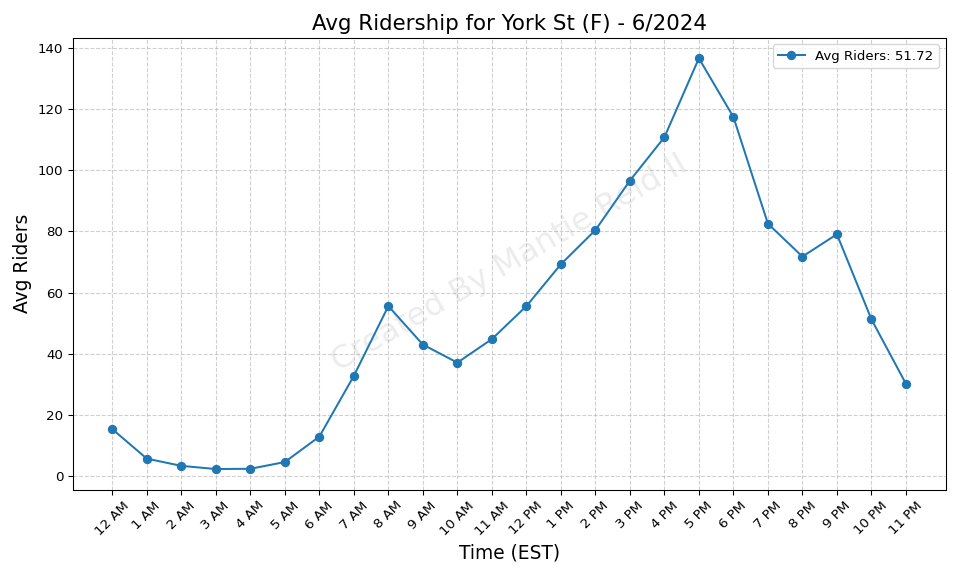 Avg Ridership for York St (F) - 6/2024
Avg Riders: 51.72
140
120
100
80
60
40
20
0
Avg Riders
Created By Mantie Reid II
12 AM
1 AM
2 AM
3 AM
4 AM
5 AM
6 AM
7 AM
8 AM
9 AM
10 AM
11 AM
12 PM
1 PM
2 PM
3 PM
4 PM
5 PM
6 PM
7 PM
8 PM
9 PM
10 PM
11 PM
Time (EST)